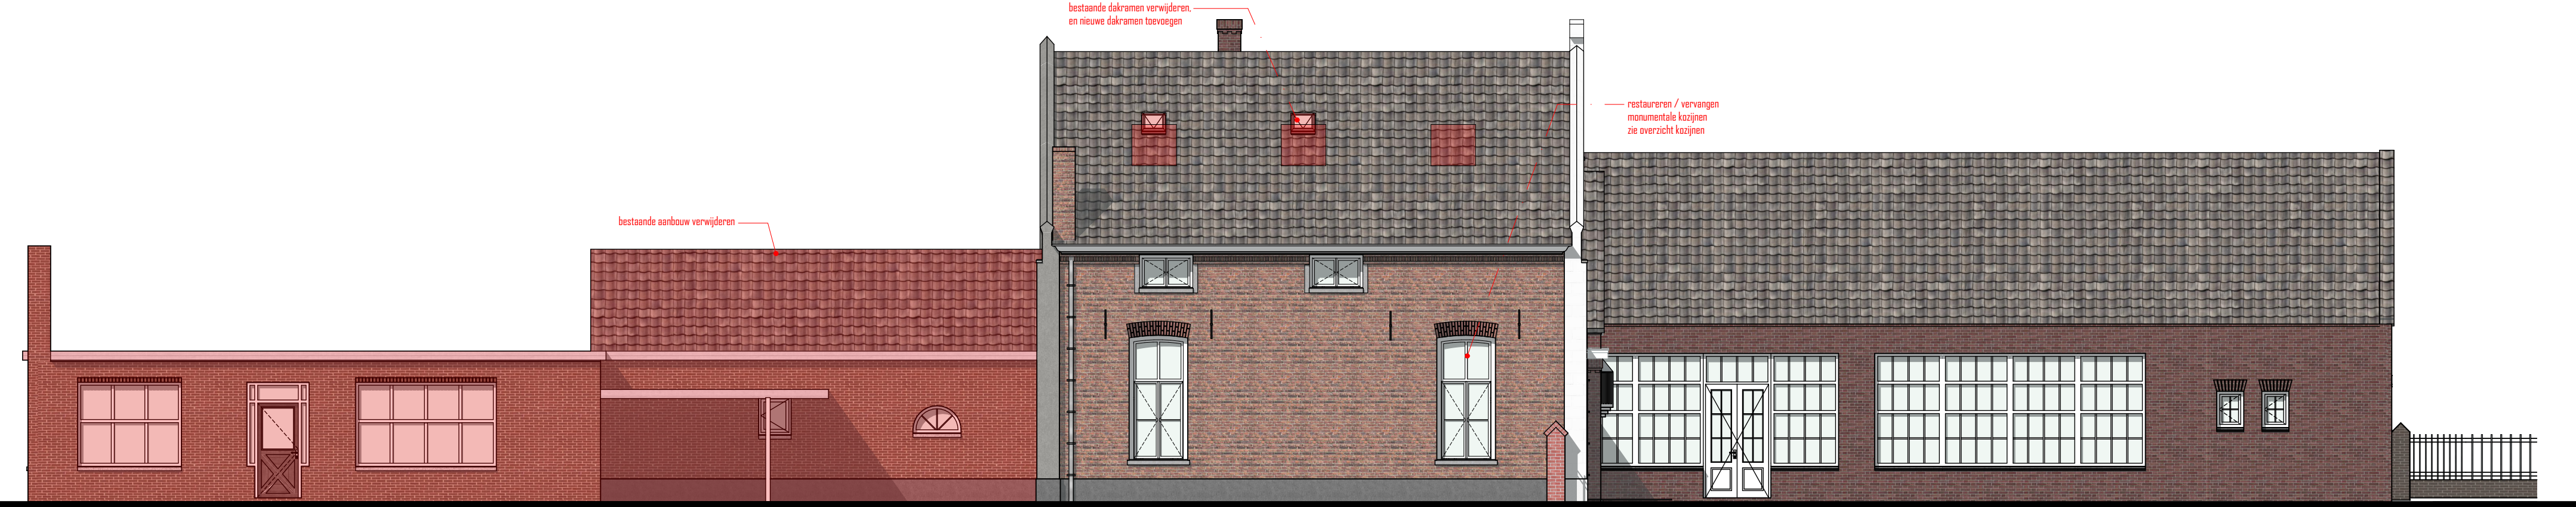 bestaande dakramen verwijderen,
en nieuwe dakramen toevoegen
restaureren / vervangen
monumentale kozijnen
zie overzicht kozijnen
bestaande aanbouw verwijderen